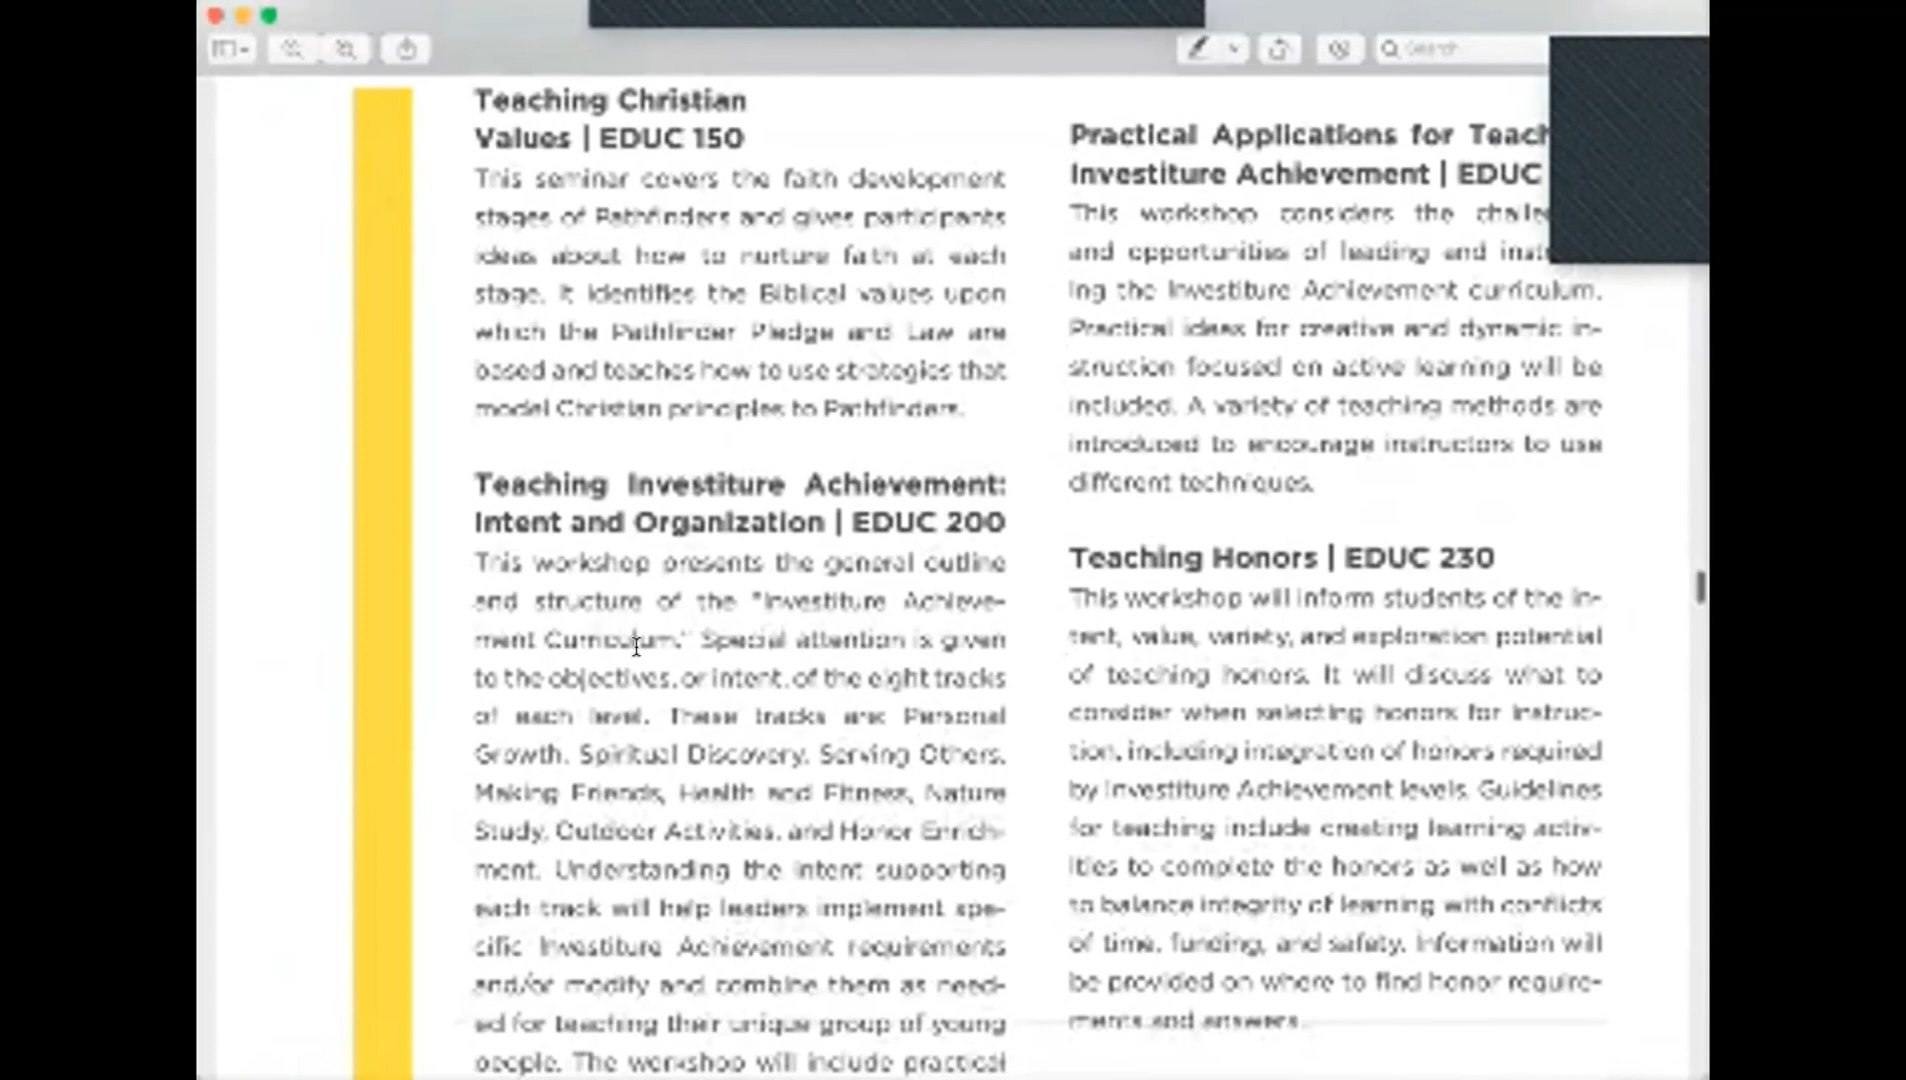 Search
Teaching Christian
Values | EDUC 150
This seminar covers the faith development
stages of Pathfinders and gives participants
ideas about how to nurture faith at each
stage. It identifies the Biblical values upon
which the Pathfinder Pledge and Law are
based and teaches how to use strategies that
model Christian principles to Pathfinders.
Teaching Investiture Achievement:
Intent and Organization | EDUC 200
This workshop presents the general outline
and structure of the "Investiture Achieve-
ment Curriculum." Special attention is given
to the objectives, or intent, of the eight tracks
of each level. These tracks are: Personal
Growth, Spiritual Discovery, Serving Others,
Making Friends, Health and Fitness, Nature
Study, Outdoor Activities, and Honor Enrich-
ment. Understanding the intent supporting
each track will help leaders implement spe-
cific Investiture Achievement requirements
and/or modify and combine them as need-
ed for teaching their unique group of young
people. The workshop will include practical
Practical Applications for Teach
Investiture Achievement | EDUC
This workshop considers the challe
and opportunities of leading and inst
ing the Investiture Achievement curriculum.
Practical ideas for creative and dynamic in-
struction focused on active learning will be
included. A variety of teaching methods are
introduced to encourage instructors to use
different techniques.
Teaching Honors | EDUC 230
This workshop will inform students of the in-
tent, value, variety, and exploration potential
of teaching honors. It will discuss what to
consider when selecting honors for instruc-
tion, including integration of honors required
by Investiture Achievement levels. Guidelines
for teaching include creating learning activ-
ities to complete the honors as well as how
to balance integrity of learning with conflicts
of time, funding, and safety. Information will
be provided on where to find honor require-
ments and answers.